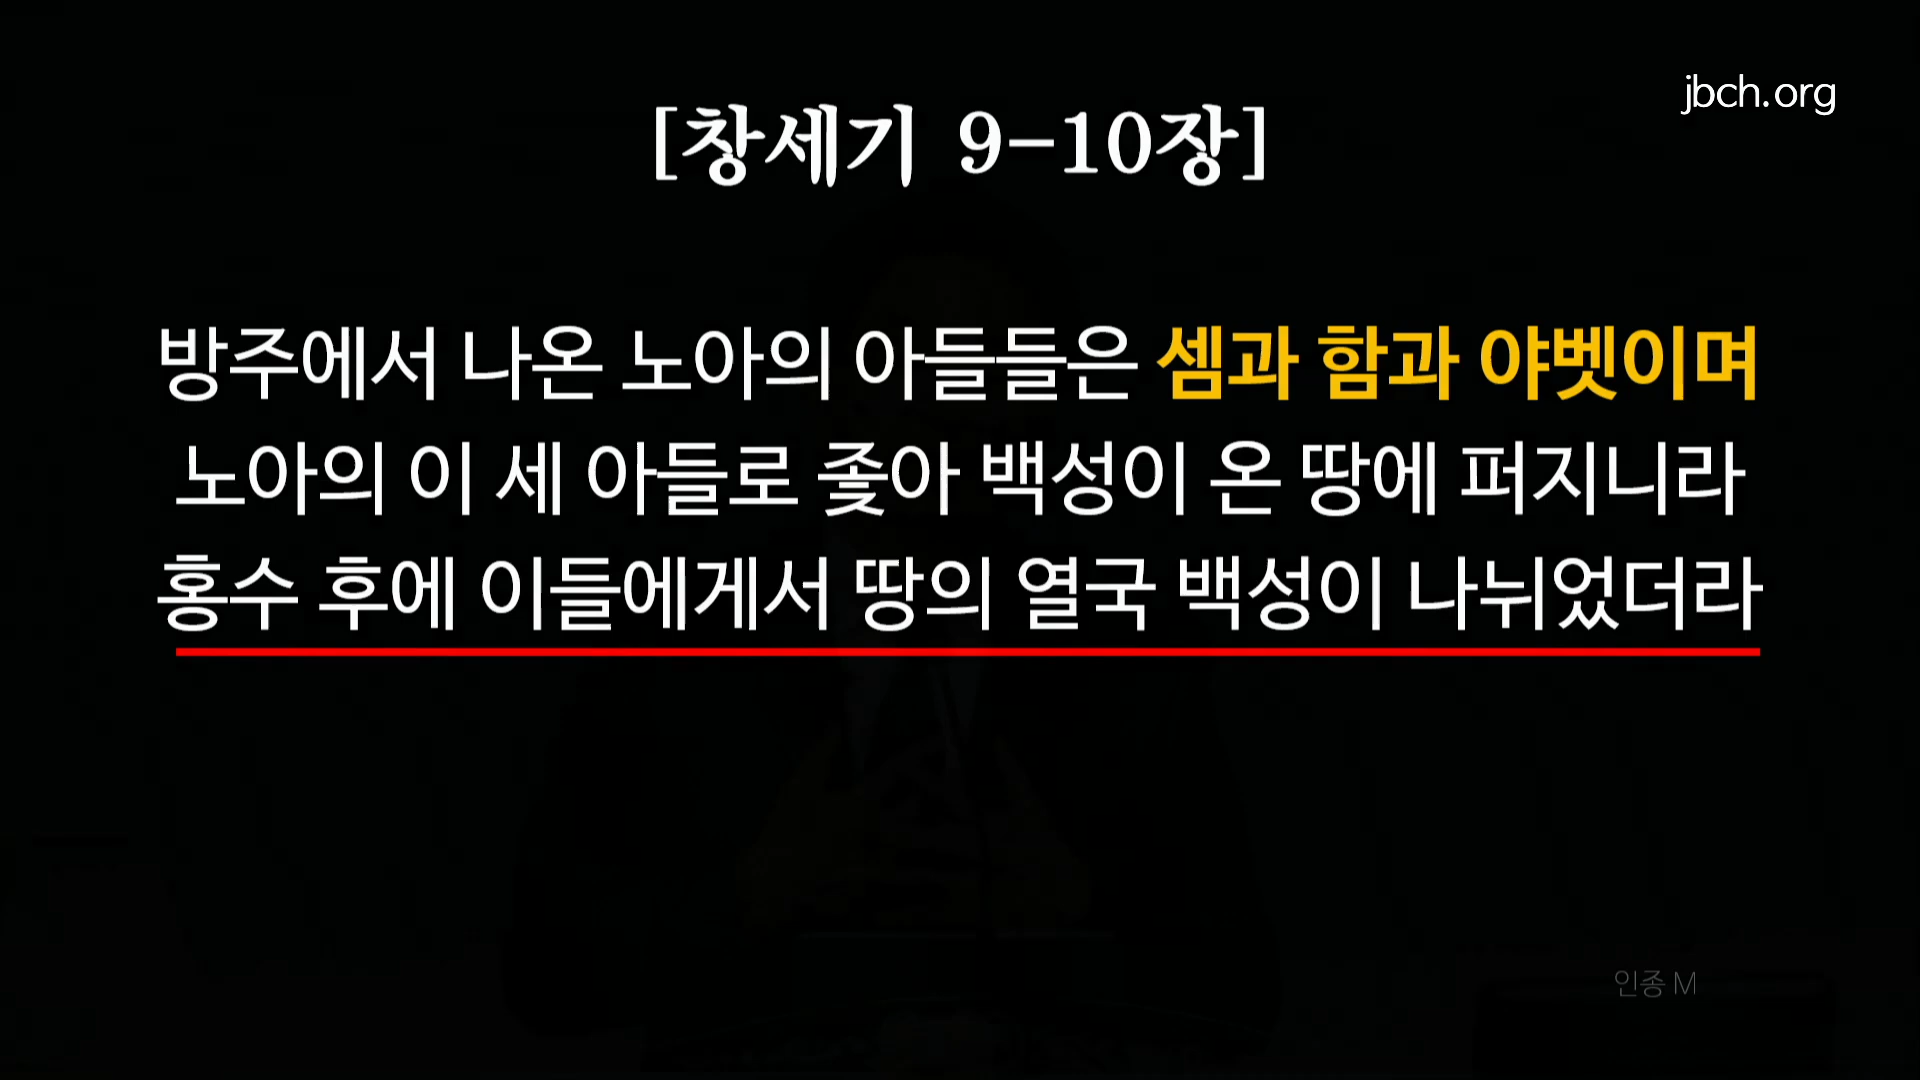 jbch.org
[창세기 9-10장]
방주에서 나온 노아의 아들들은 셈과 함과 야벳이며
노아의 이 세 아들로 좇아 백성이 온 땅에 퍼지니라
홍수 후에 이들에게서 땅의 열국 백성이 나뉘었더라
인종 M